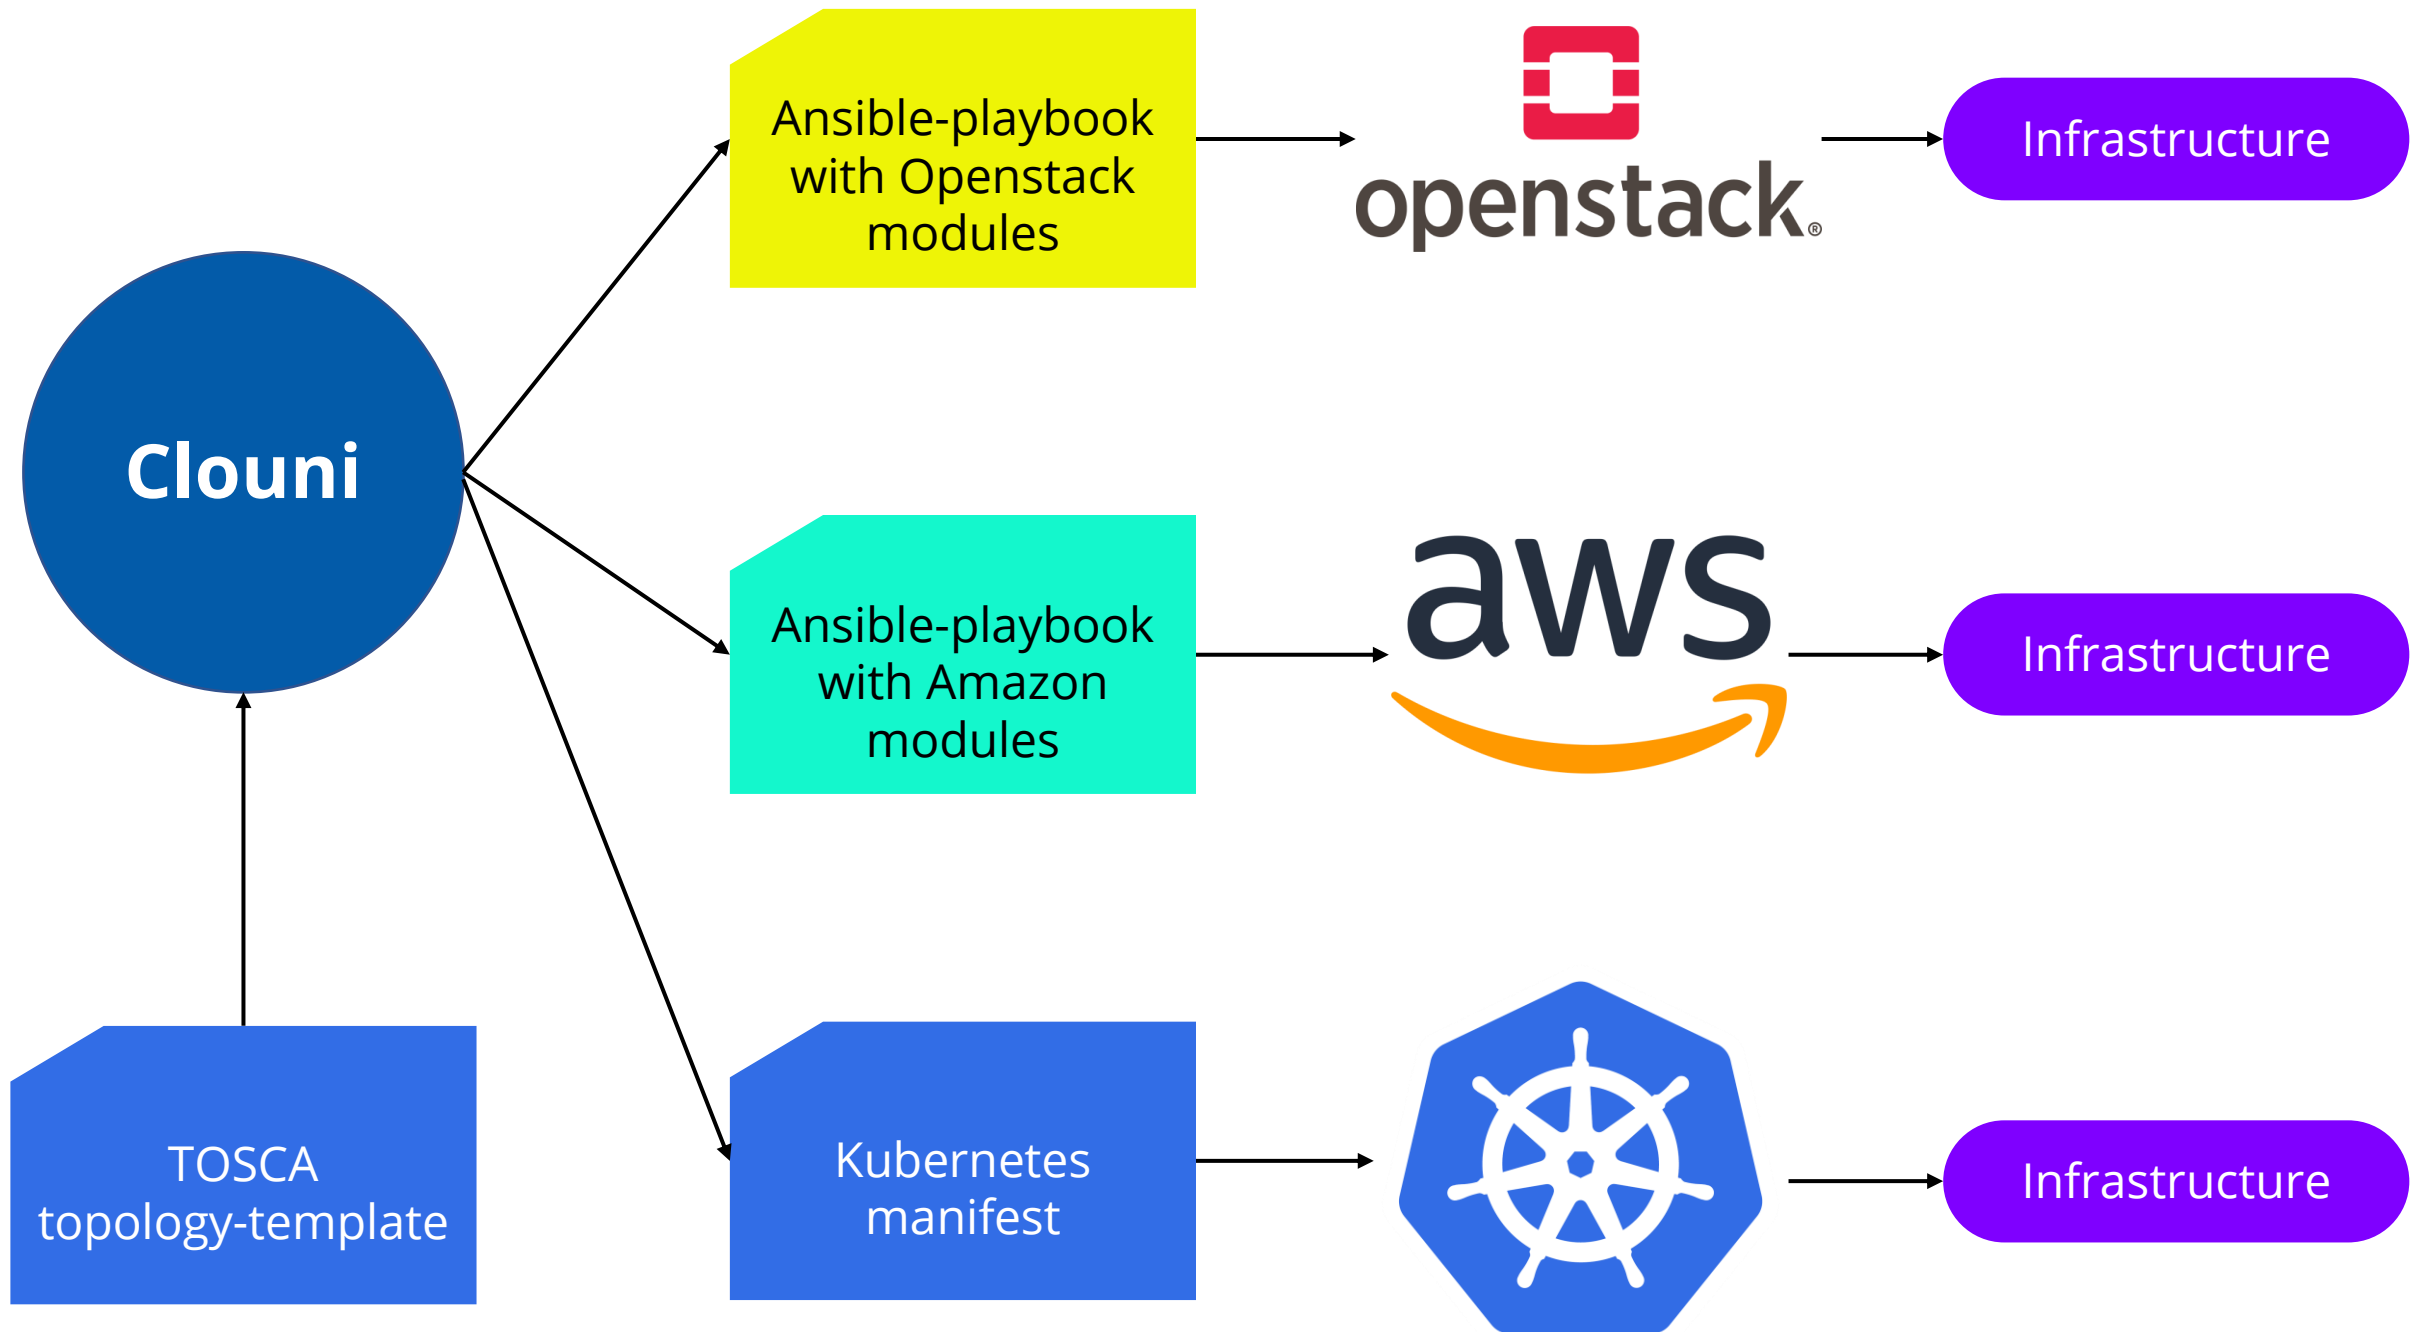 Ansible-playbook
with Openstack
modules
openstack®
Infrastructure
Clouni
Ansible-playbook
with Amazon
modules
aws
Infrastructure
TOSCA
topology-template
Kubernetes
manifest
Infrastructure